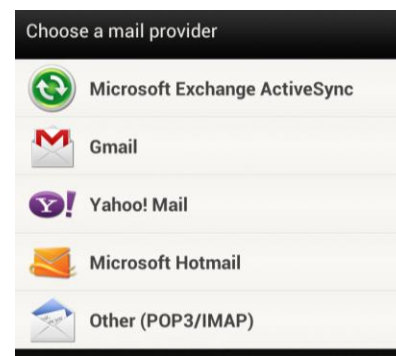 Choose a mail provider
Microsoft Exchange ActiveSync
Gmail
Yahoo! Mail
Microsoft Hotmail
Other (POP3/IMAP)